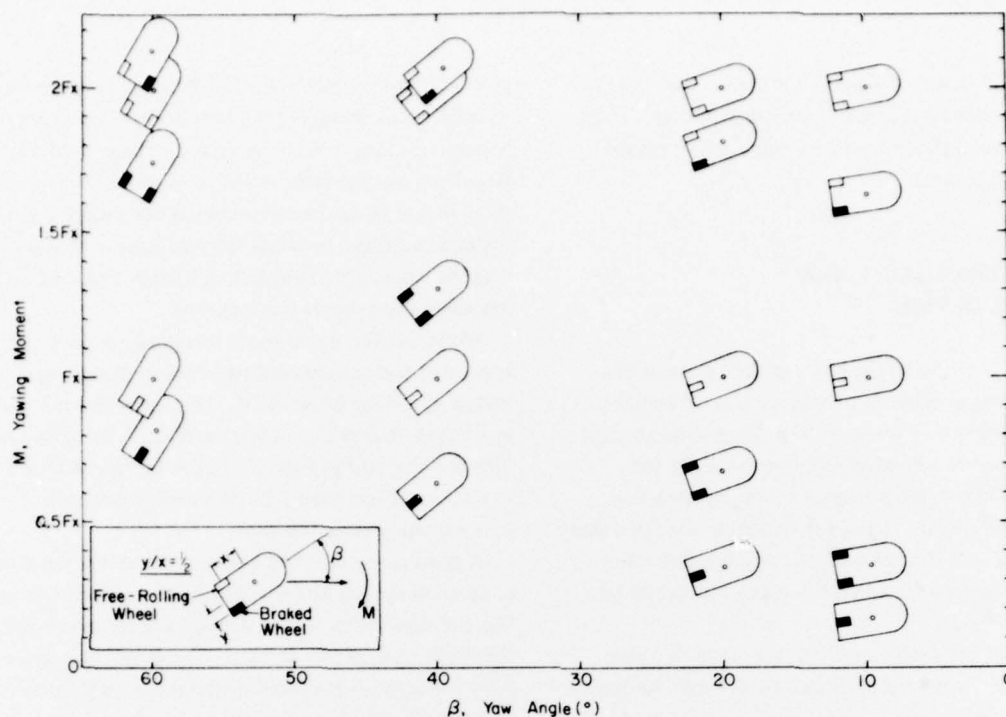 2Fx
1.5Fx
Fx
0.5Fx
0
M, Yawing Moment
60
50
40
30
20
10
0
β, Yaw Angle (°)
y/x = ½
β
Free-Rolling
Wheel
Braked
Wheel
M